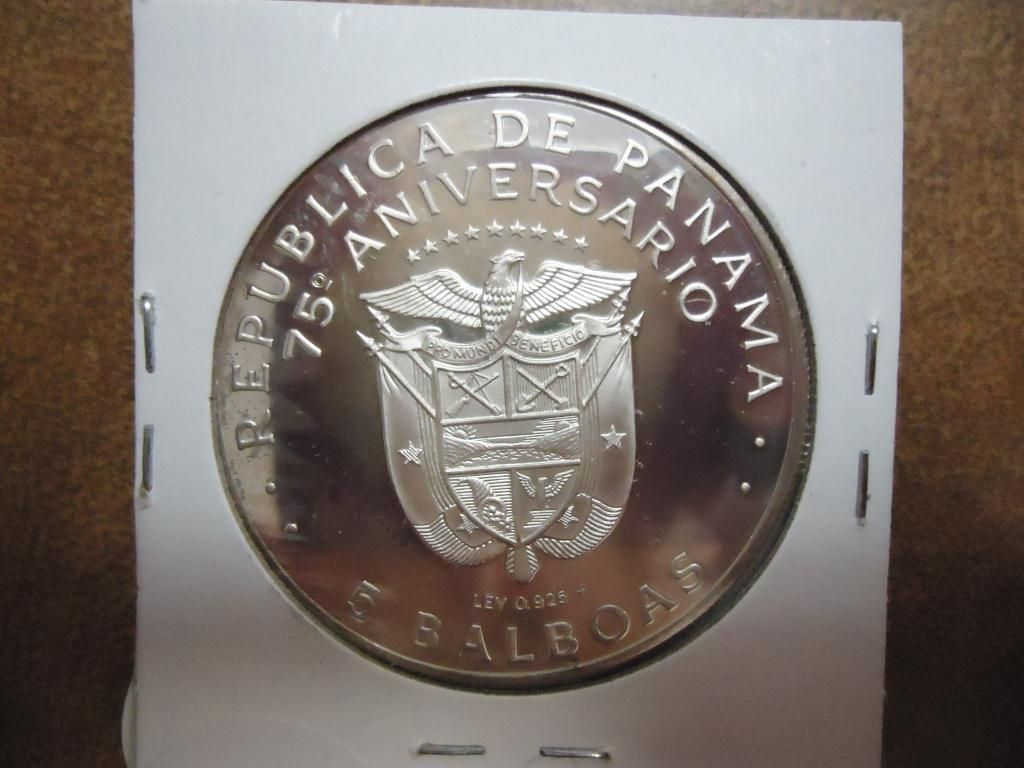 REPUBLICA DE PANAMA
75º ANIVERSARIO
PRO MUNDI BENEFICIO
LEY 0.925
5 BALBOAS